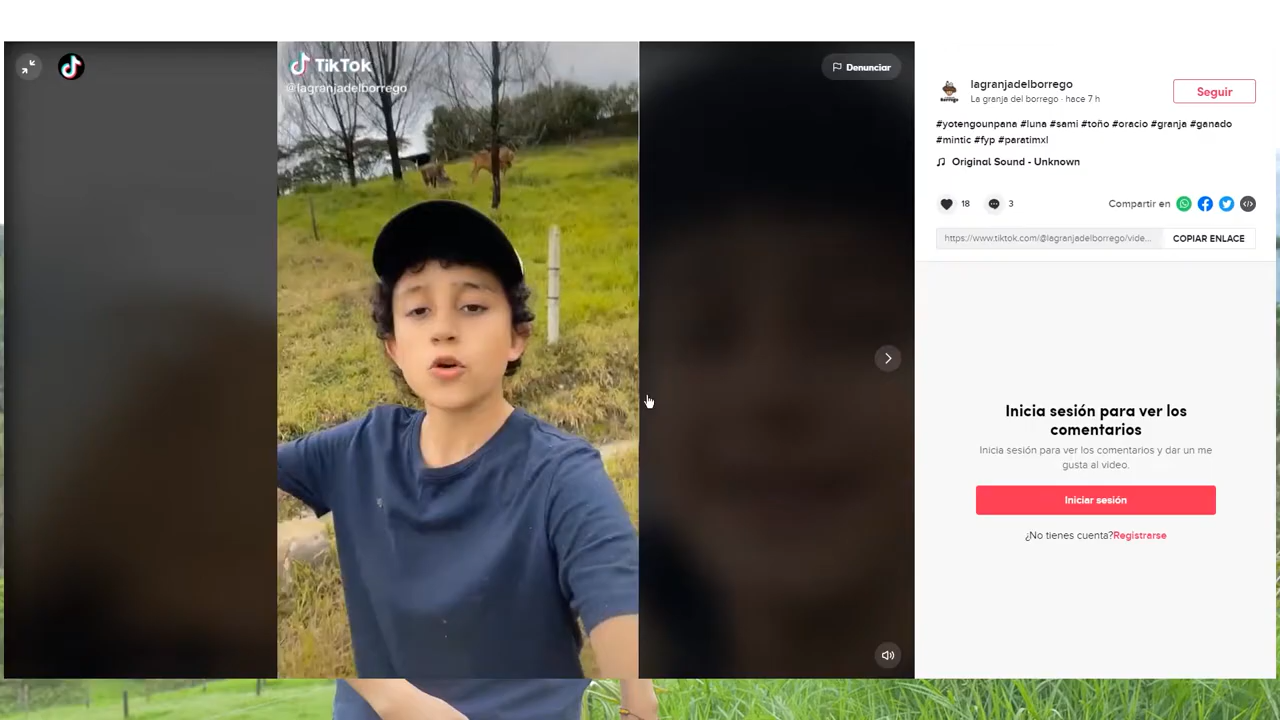 TikTok
@lagranjadelborrego
Denunciar
lagranjadelborrego
La granja del borrego · hace 7 h
Seguir
#yotengounpana #luna #sami #toño #oracio #granja #ganado
#mintic #fyp #paratimxl
Original Sound - Unknown
18
3
Compartir en
https://www.tiktok.com/@lagranjadelborrego/vide...
COPIAR ENLACE
Inicia sesión para ver los
comentarios
Inicia sesión para ver los comentarios y dar un me
gusta al video.
Iniciar sesión
¿No tienes cuenta?Registrarse